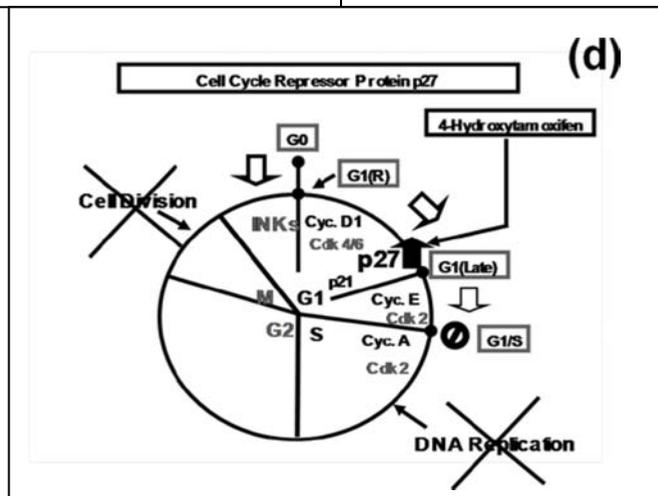 (d)
Cell Cycle Repressor Protein p27
4-Hydroxytamoxifen
G0
G1(R)
Cell Division
INKs
Cyc. D1
Cdk 4/6
p27
G1(Late)
p21
M
G1
Cyc. E
Cdk 2
G2
S
Cyc. A
G1/S
Cdk 2
DNA Replication